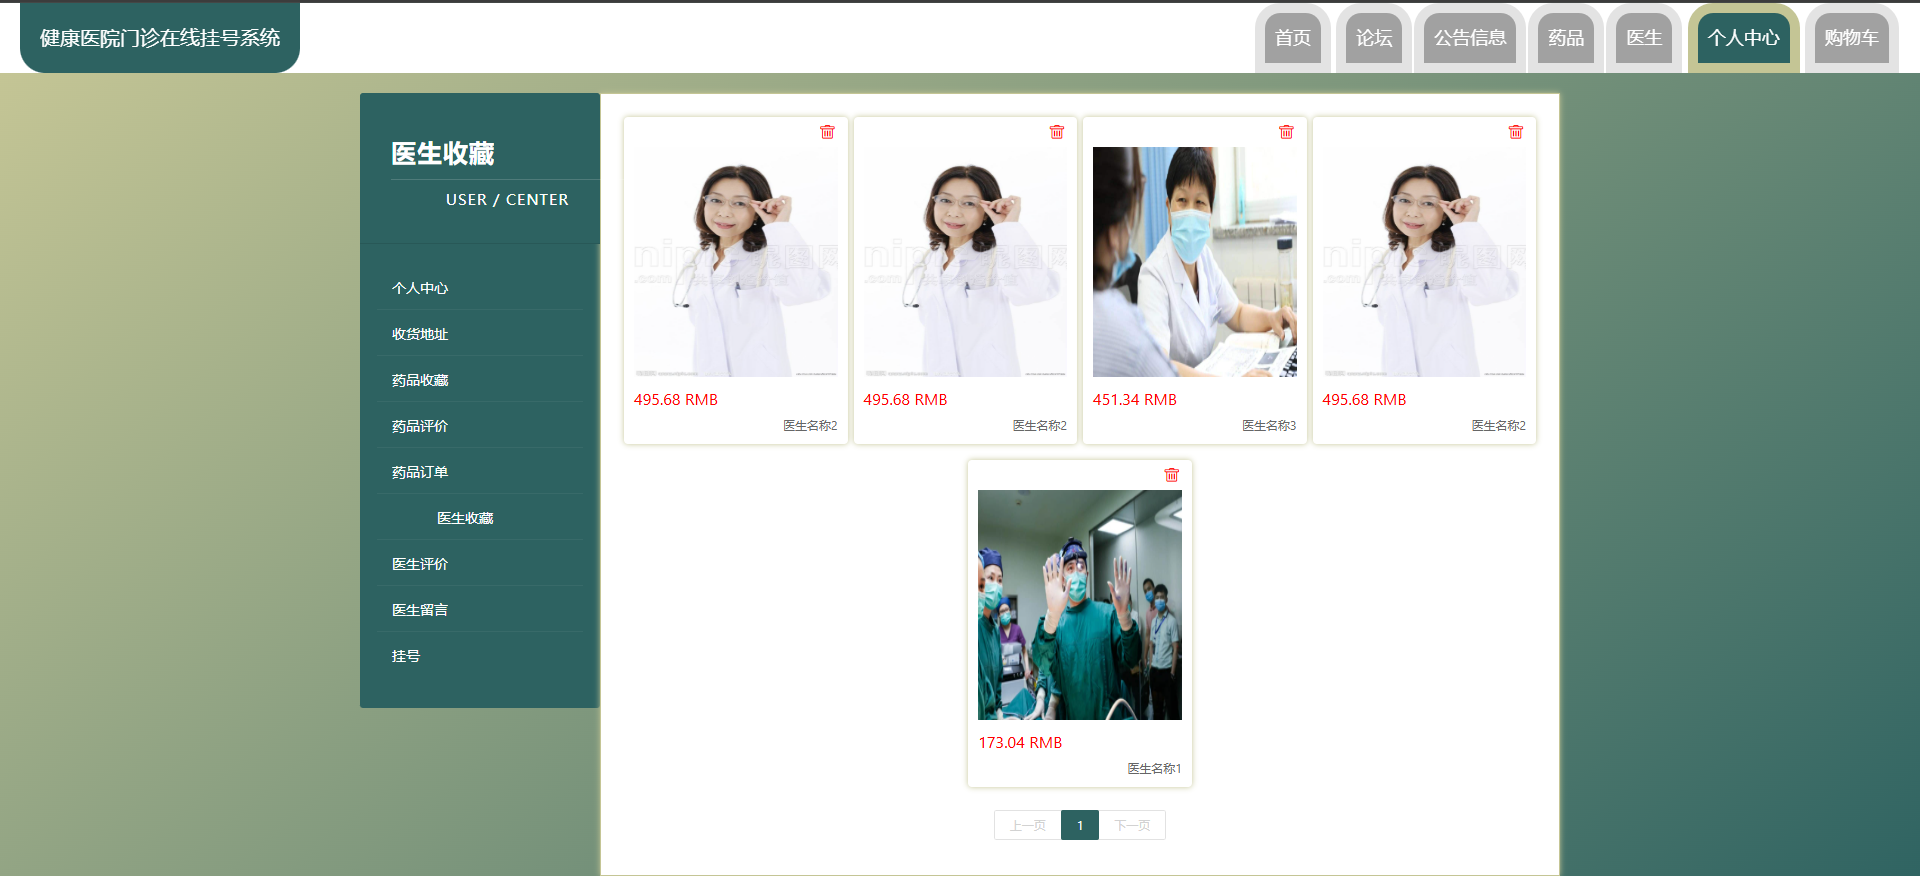 健康医院门诊在线挂号系统
首页
论坛
公告信息
药品
医生
个人中心
购物车
医生收藏
USER / CENTER
个人中心
收货地址
药品收藏
药品评价
药品订单
医生收藏
医生评价
医生留言
挂号
495.68 RMB
医生名称2
495.68 RMB
医生名称2
451.34 RMB
医生名称3
495.68 RMB
医生名称2
173.04 RMB
医生名称1
上一页
1
下一页